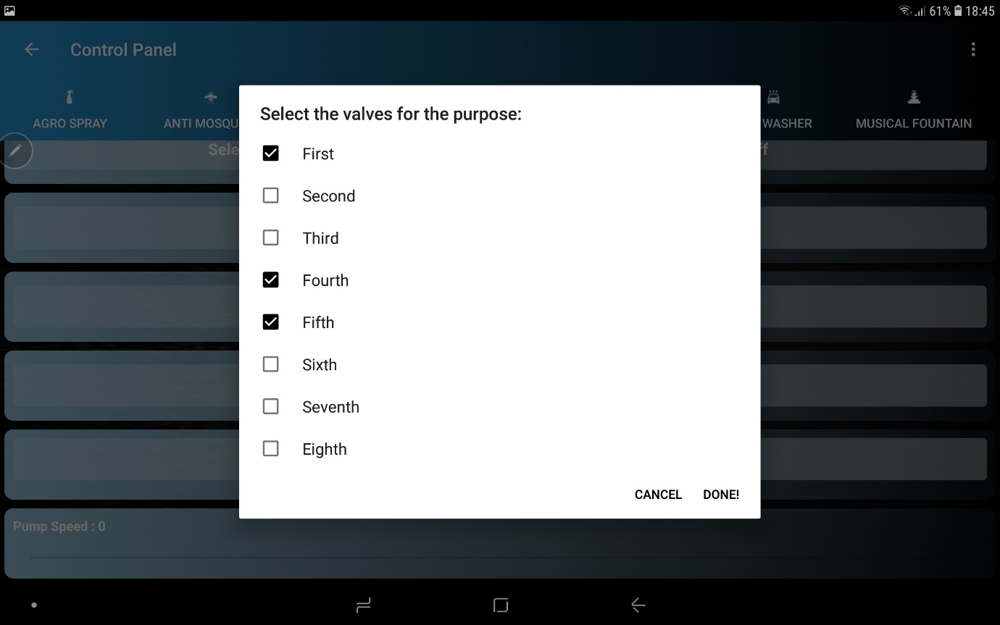 61% 18:45
Control Panel
AGRO SPRAY
ANTI MOSQU
WASHER
MUSICAL FOUNTAIN
Sele
ff
Select the valves for the purpose:
First
Second
Third
Fourth
Fifth
Sixth
Seventh
Eighth
CANCEL DONE!
Pump Speed : 0